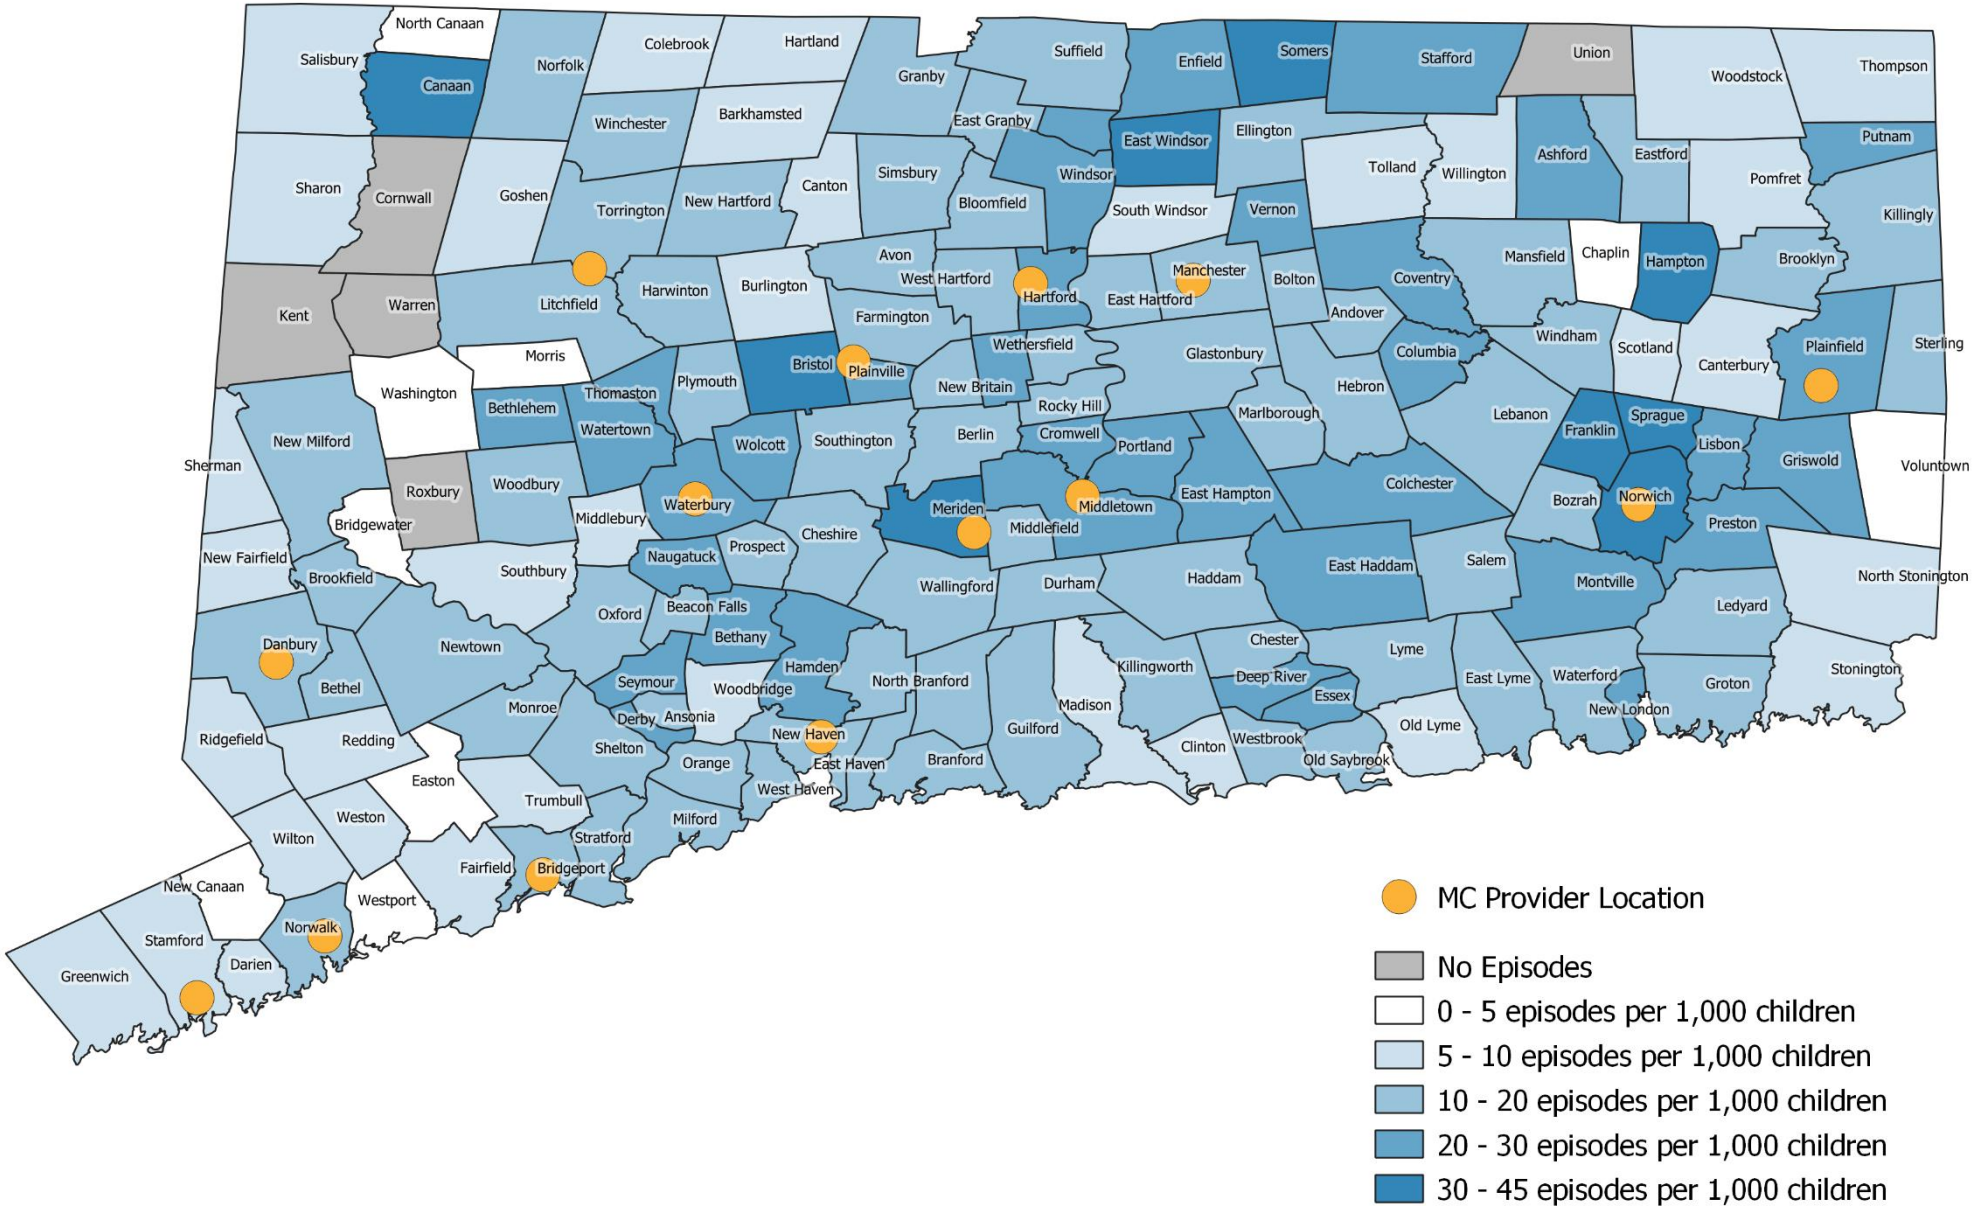 North Canaan
Salisbury
Canaan
Norfolk
Colebrook
Hartland
Granby
Suffield
Enfield
Somers
Stafford
Union
Woodstock
Thompson
Winchester
Barkhamsted
East Granby
East Windsor
Ellington
Putnam
Sharon
Cornwall
Goshen
Torrington
New Hartford
Canton
Simsbury
Bloomfield
Windsor
South Windsor
Vernon
Tolland
Willington
Ashford
Eastford
Pomfret
Killingly
Kent
Warren
Litchfield
Harwinton
Burlington
Avon
West Hartford
Farmington
Hartford
East Hartford
Manchester
Bolton
Andover
Coventry
Mansfield
Chaplin
Hampton
Brooklyn
Washington
Morris
Bethlehem
Thomaston
Watertown
Plymouth
Bristol
Plainville
New Britain
Wethersfield
Rocky Hill
Glastonbury
Marlborough
Hebron
Columbia
Windham
Scotland
Canterbury
Plainfield
Sterling
New Milford
Sherman
Roxbury
Woodbury
Wolcott
Southington
Berlin
Cromwell
Portland
Lebanon
Franklin
Sprague
Lisbon
Griswold
Voluntown
Bridgewater
Middlebury
Waterbury
Cheshire
Meriden
Middlefield
Middletown
East Hampton
Colchester
Bozrah
Norwich
Preston
New Fairfield
Brookfield
Southbury
Naugatuck
Prospect
Wallingford
Durham
Haddam
East Haddam
Salem
Montville
Ledyard
North Stonington
Danbury
Bethel
Newtown
Oxford
Beacon Falls
Bethany
Seymour
Hamden
Woodbridge
North Branford
Killingworth
Chester
Deep River
Essex
Lyme
East Lyme
Waterford
New London
Groton
Stonington
Ridgefield
Redding
Monroe
Shelton
Derby
Ansonia
New Haven
East Haven
Branford
Guilford
Madison
Clinton
Westbrook
Old Saybrook
Old Lyme
Easton
Trumbull
Orange
West Haven
Milford
Stratford
Wilton
Weston
Fairfield
Bridgeport
New Canaan
Norwalk
Westport
Greenwich
Stamford
Darien
MC Provider Location
No Episodes
0 - 5 episodes per 1,000 children
5 - 10 episodes per 1,000 children
10 - 20 episodes per 1,000 children
20 - 30 episodes per 1,000 children
30 - 45 episodes per 1,000 children